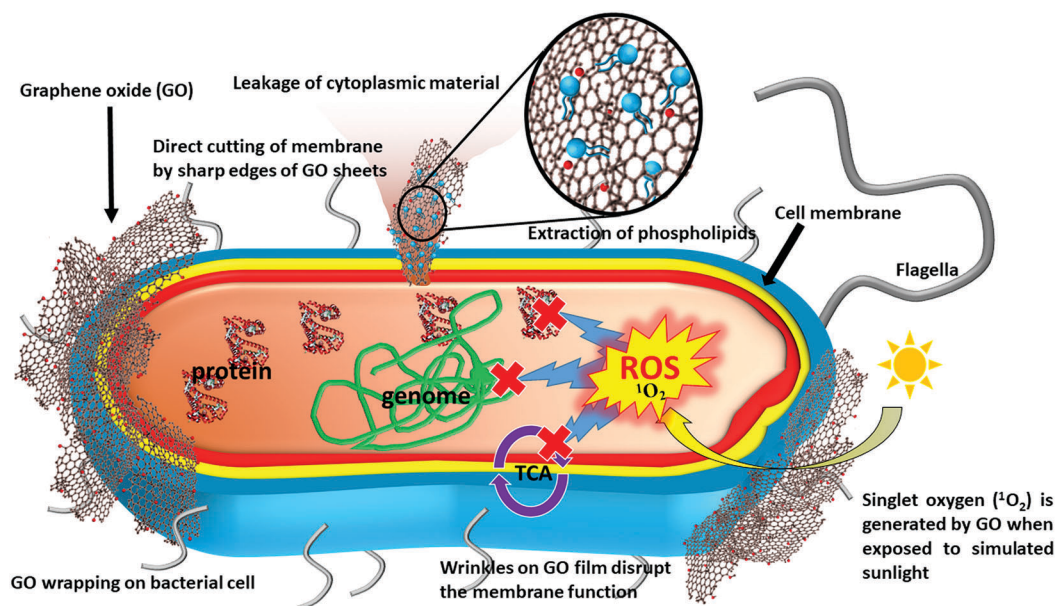 Leakage of cytoplasmic material
Graphene oxide (GO)
Direct cutting of membrane
by sharp edges of GO sheets
Extraction of phospholipids
Cell membrane
Flagella
protein
genome
ROS
¹O₂
TCA
Singlet oxygen (¹O₂) is
generated by GO when
exposed to simulated
sunlight
GO wrapping on bacterial cell
Wrinkles on GO film disrupt
the membrane function